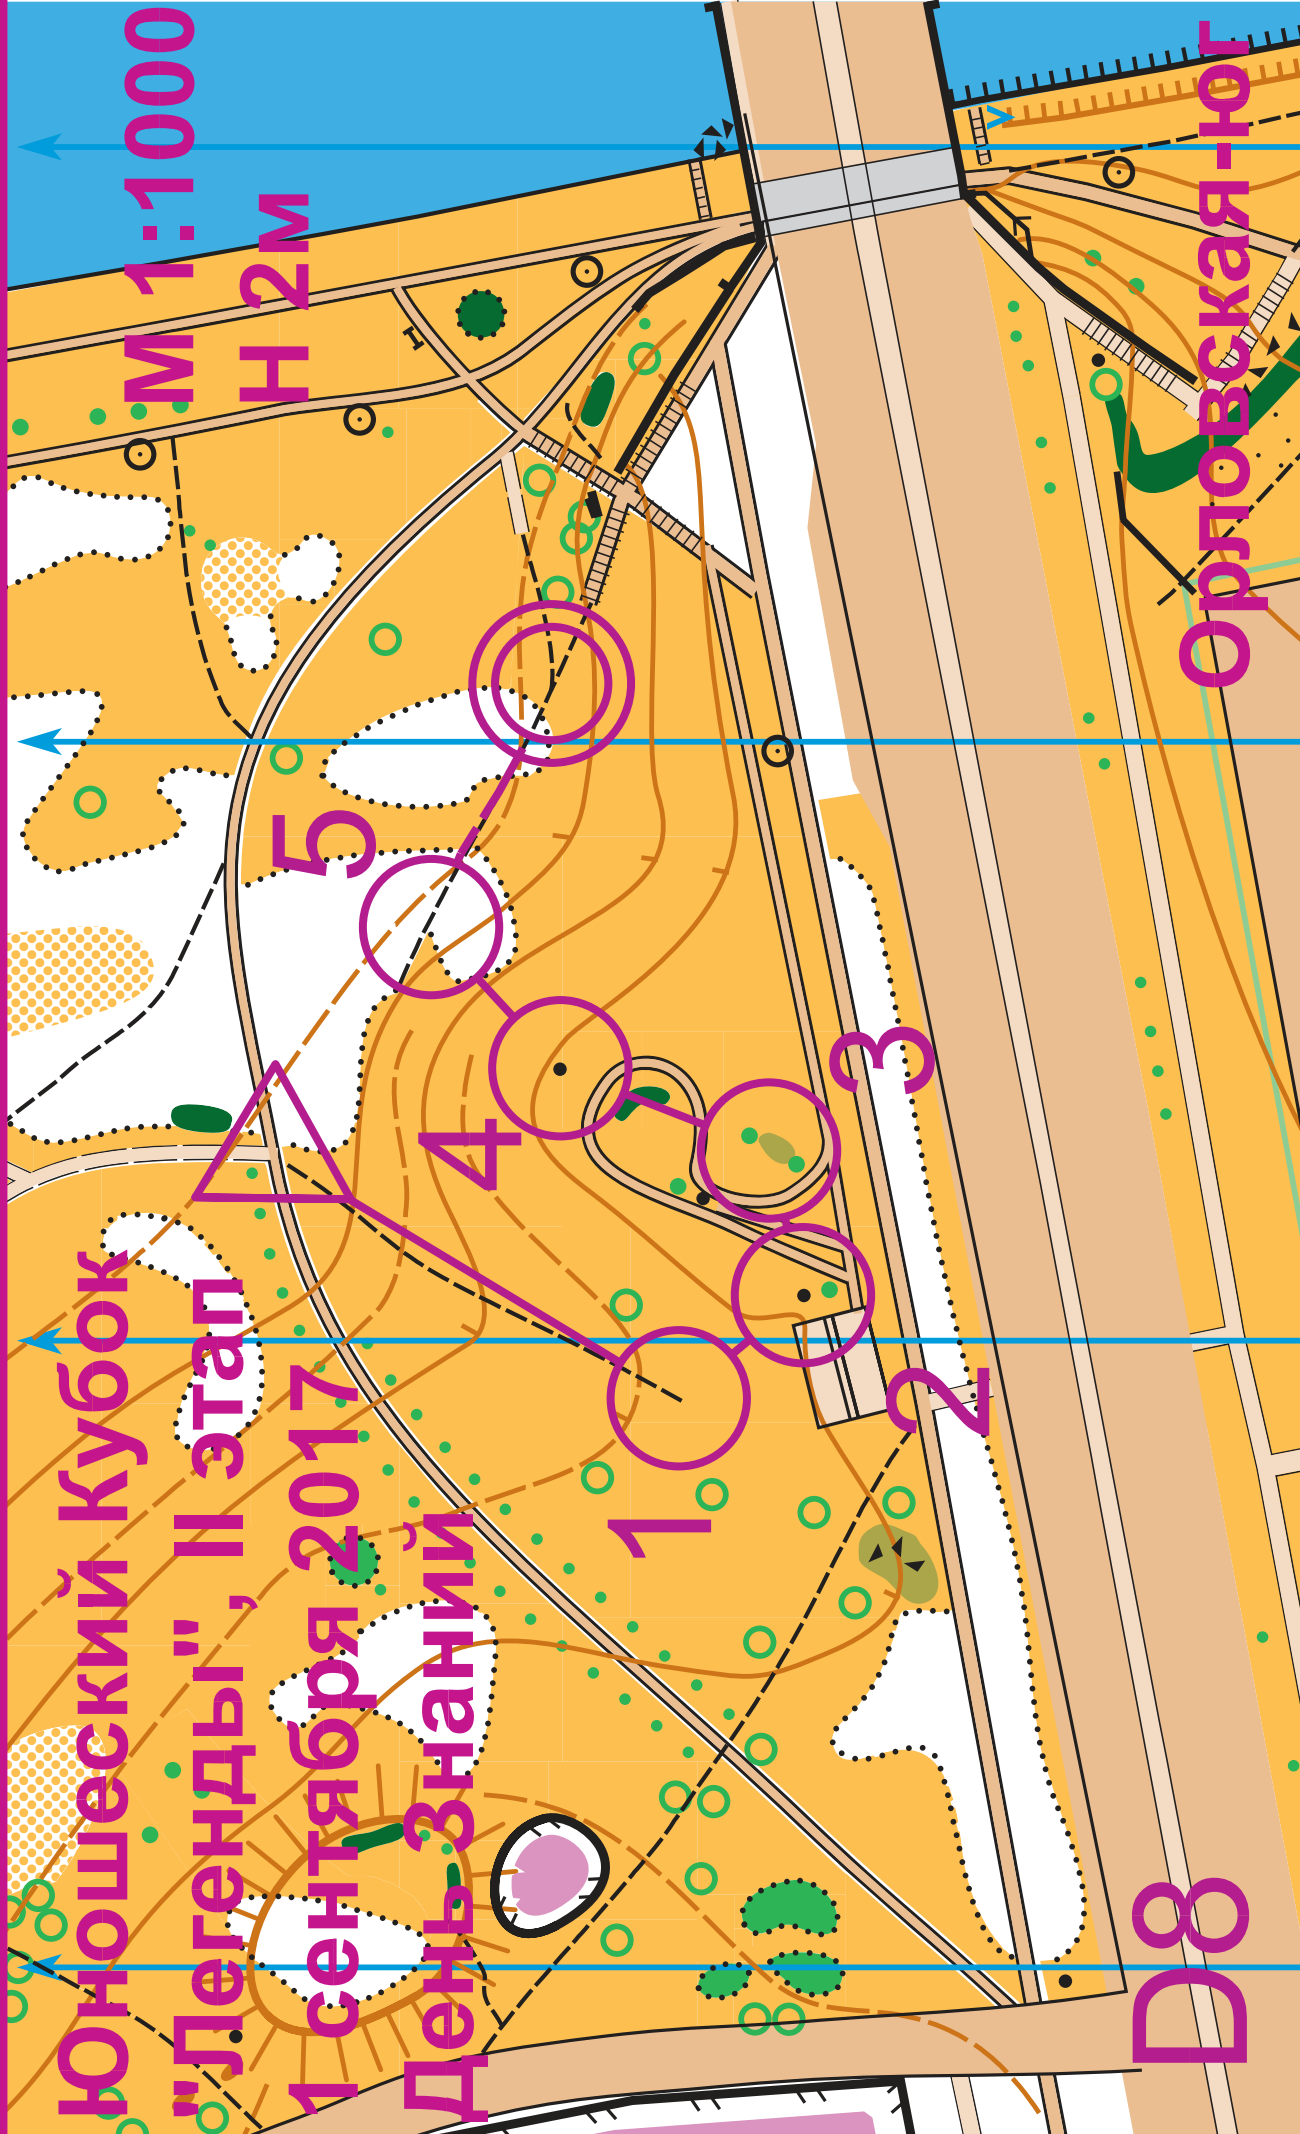 Юношеский Кубок
"Легенды", II этап
1 сентября 2017
День Знаний
М 1:1000
Н 2м
Орловская-юг
5
4
3
2
1
D8